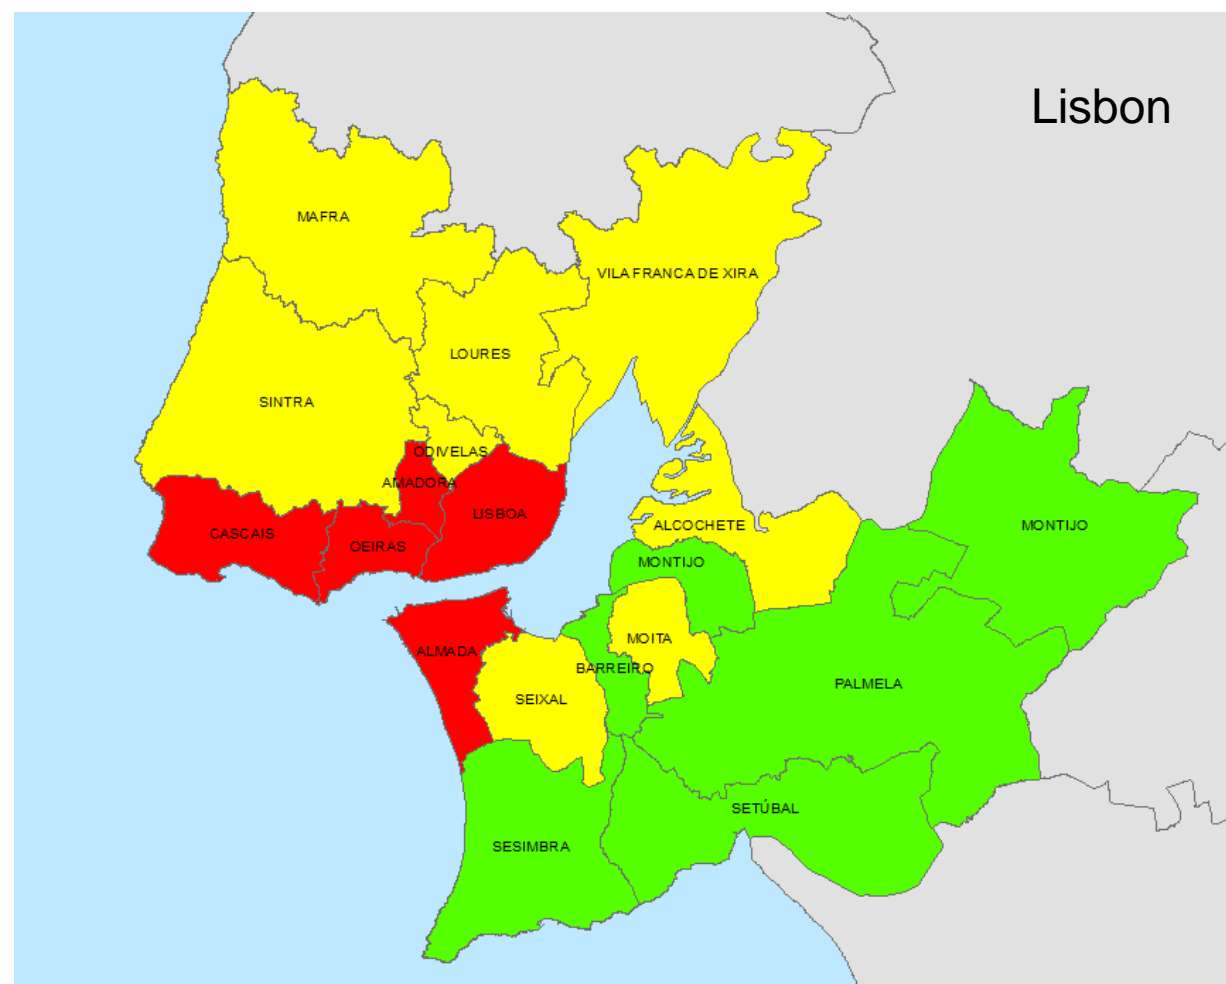 Lisbon
MAFRA
VILA FRANCA DE XIRA
LOURES
SINTRA
ODIVELAS
AMADORA
LISBOA
ALCOCHETE
MONTIJO
CASCAIS
OEIRAS
MONTIJO
MOITA
ALMADA
BARREIRO
PALMELA
SEIXAL
SETÚBAL
SESIMBRA